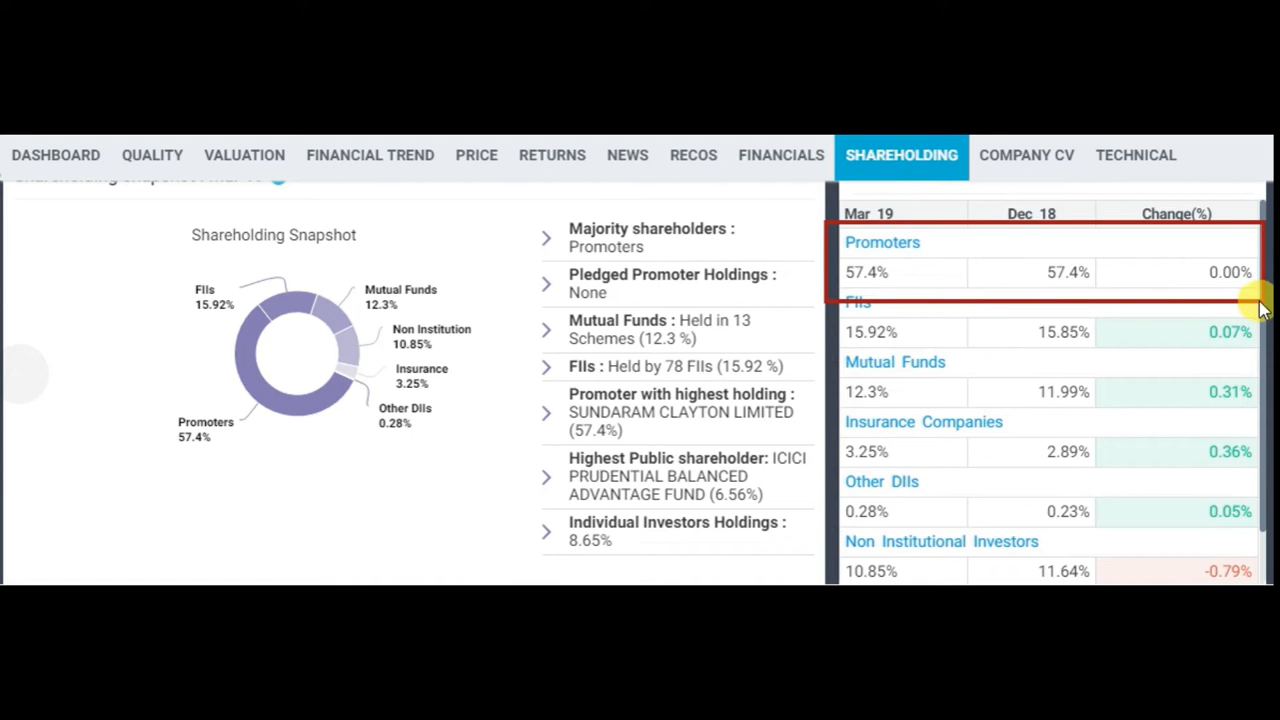 DASHBOARD QUALITY VALUATION FINANCIAL TREND PRICE RETURNS NEWS RECOS FINANCIALS SHAREHOLDING COMPANY CV TECHNICAL
Shareholding Snapshot
FIIs
15.92%
Mutual Funds
12.3%
Non Institution
10.85%
Insurance
3.25%
Other DIIs
0.28%
Promoters
57.4%
Majority shareholders :
Promoters
Pledged Promoter Holdings :
None
Mutual Funds : Held in 13
Schemes (12.3 %)
FIIs : Held by 78 FIIs (15.92 %)
Promoter with highest holding :
SUNDARAM CLAYTON LIMITED
(57.4%)
Highest Public shareholder: ICICI
PRUDENTIAL BALANCED
ADVANTAGE FUND (6.56%)
Individual Investors Holdings :
8.65%
Mar 19 Dec 18 Change(%)
Promoters
57.4% 57.4% 0.00%
FIIs
15.92% 15.85% 0.07%
Mutual Funds
12.3% 11.99% 0.31%
Insurance Companies
3.25% 2.89% 0.36%
Other DIIs
0.28% 0.23% 0.05%
Non Institutional Investors
10.85% 11.64% -0.79%